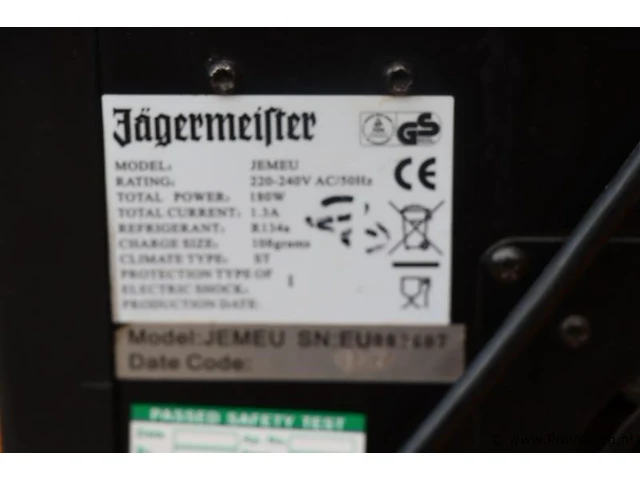 Jägermeister
GS
CE
MODEL: JEMEU
RATING: 220-240V AC/50Hz
TOTAL POWER: 180W
TOTAL CURRENT: 1.3A
REFRIGERANT: R134a
CHARGE SIZE: 108grams
CLIMATE TYPE: ST
PROTECTION TYPE OF ELECTRIC SHOCK: I
PRODUCTION DATE:
Model:JEMEU SN:EU
Date Code:
PASSED SAFETY TEST
Date